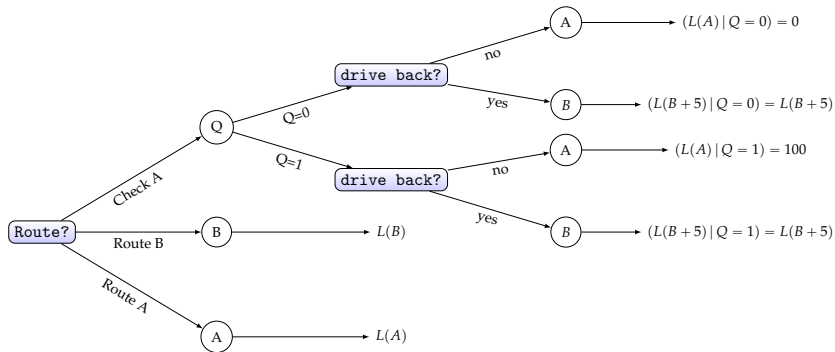 A
(L(A) | Q = 0) = 0
no
drive back?
yes
B
(L(B + 5) | Q = 0) = L(B + 5)
Q=0
Q
Q=1
A
(L(A) | Q = 1) = 100
no
drive back?
yes
B
(L(B + 5) | Q = 1) = L(B + 5)
Check A
Route?
Route B
B
L(B)
Route A
A
L(A)